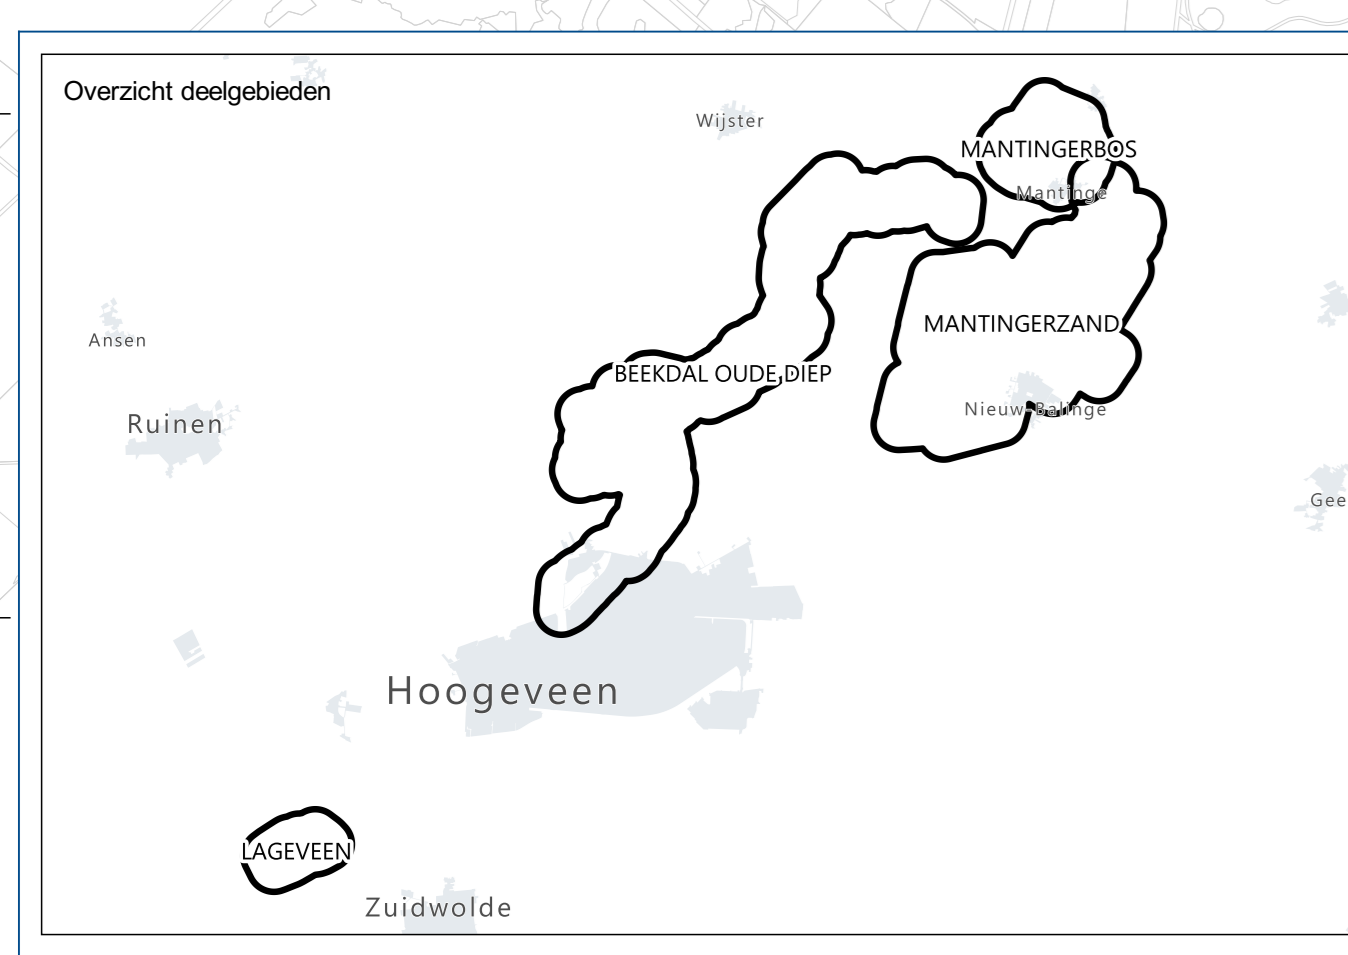 Overzicht deelgebieden
Wijster
MANTINGERBOS
Mantinge
MANTINGERZAND
Ansen
BEEKDAL OUDE DIEP
Nieuw-Balinge
Ruinen
Gee
Hoogeveen
LAGEVEEN
Zuidwolde